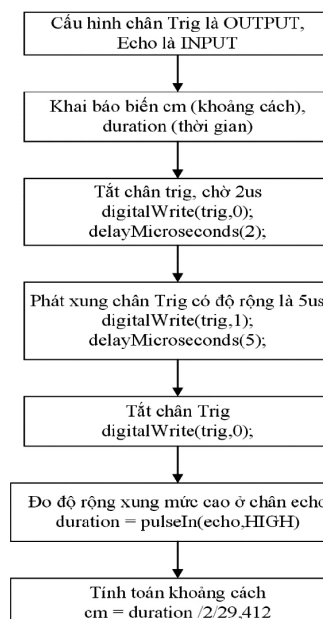 Cấu hình chân Trig là OUTPUT,
Echo là INPUT
Khai báo biến cm (khoảng cách),
duration (thời gian)
Tắt chân trig, chờ 2us
digitalWrite(trig,0);
delayMicroseconds(2);
Phát xung chân Trig có độ rộng là 5us
digitalWrite(trig,1);
delayMicroseconds(5);
Tắt chân Trig
digitalWrite(trig,0);
Đo độ rộng xung mức cao ở chân echo
duration = pulseIn(echo,HIGH)
Tính toán khoảng cách
cm = duration /2/29,412